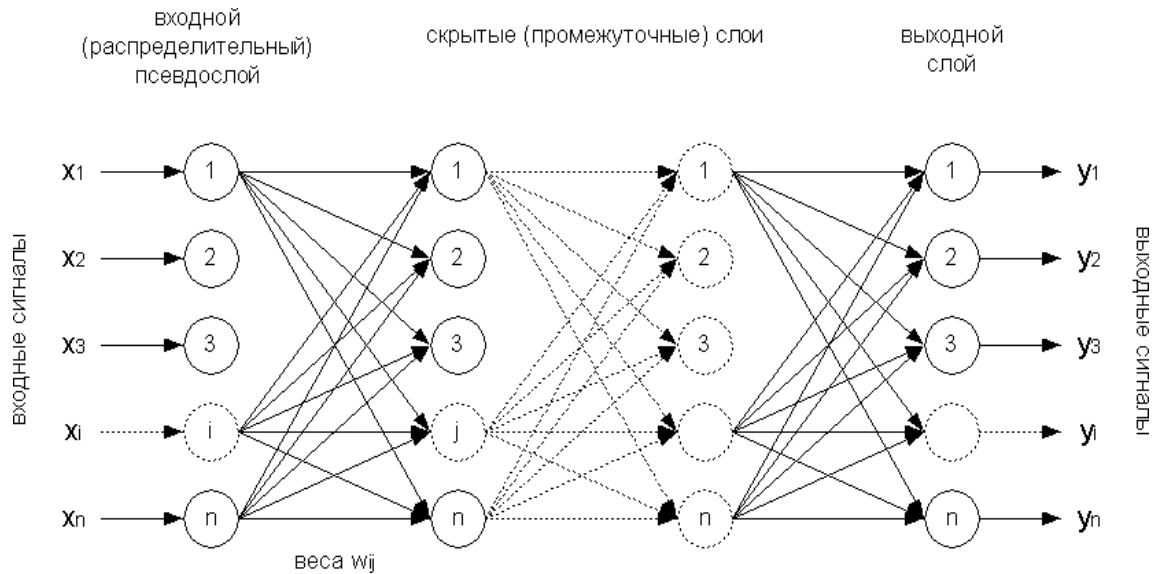 входной
(распределительный)
псевдослой
скрытые (промежуточные) слои
выходной
слой
входные сигналы
x1 1 1 1 1 y1
x2 2 2 2 2 y2
x3 3 3 3 3 y3
xi i j yi
xn n n n n yn
выходные сигналы
веса wij